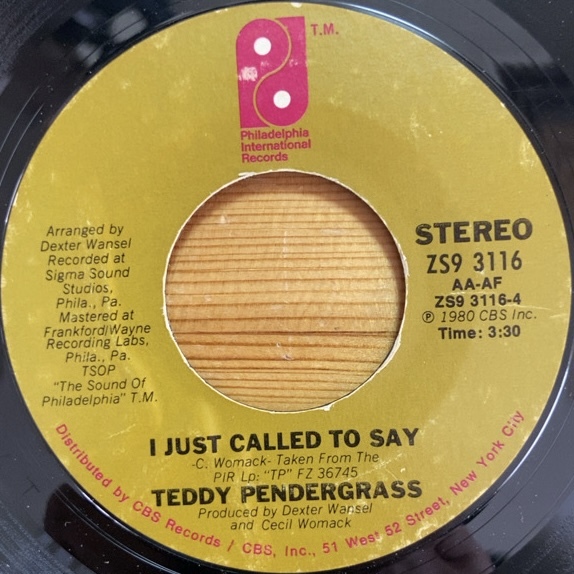 T.M.
Philadelphia
International
Records
Arranged by
Dexter Wansel
Recorded at
Sigma Sound
Studios,
Phila., Pa.
Mastered at
Frankford/Wayne
Recording Labs,
Phila., Pa.
TSOP
"The Sound Of
Philadelphia" T.M.
STEREO
ZS9 3116
AA-AF
ZS9 3116-4
℗ 1980 CBS Inc.
Time: 3:30
I JUST CALLED TO SAY
-C. Womack- Taken From The
PIR Lp: "TP" FZ 36745
TEDDY PENDERGRASS
Produced by Dexter Wansel
and Cecil Womack
Distributed by CBS Records / CBS, Inc., 51 West 52 Street, New York City